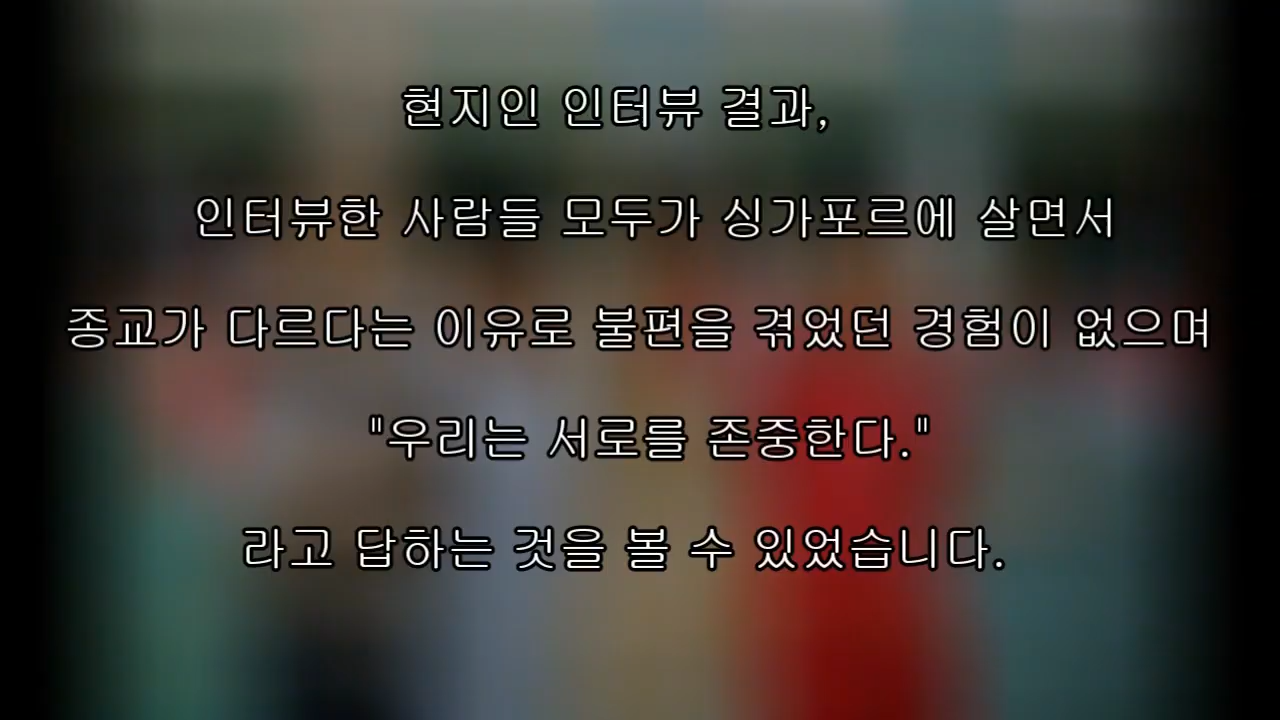 현지인 인터뷰 결과,
인터뷰한 사람들 모두가 싱가포르에 살면서
종교가 다르다는 이유로 불편을 겪었던 경험이 없으며
"우리는 서로를 존중한다."
라고 답하는 것을 볼 수 있었습니다.